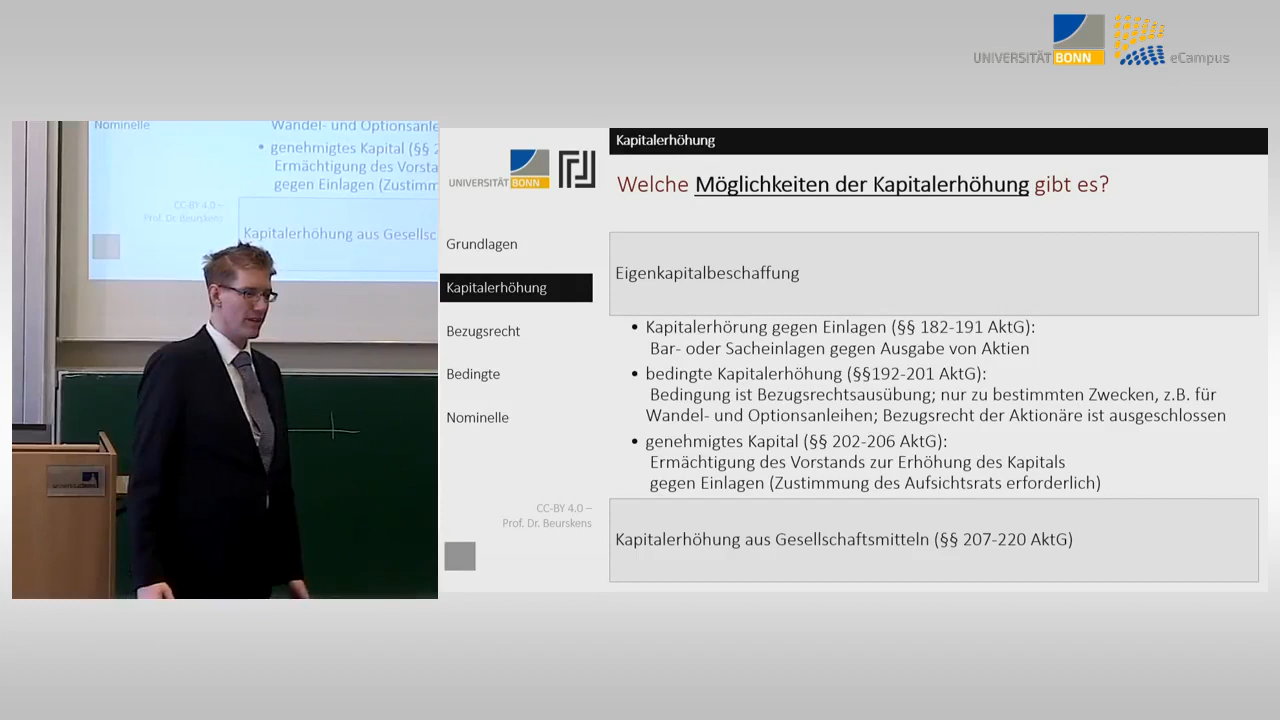 UNIVERSITÄT BONN
eCampus
Nominelle
Wandel- und Optionsanle
• genehmigtes Kapital (§§ 2
Ermächtigung des Vorsta
gegen Einlagen (Zustimm
CC-BY 4.0 –
Prof. Dr. Beurskens
Kapitalerhöhung aus Gesellsc
UNIVERSITÄT BONN
Grundlagen
Kapitalerhöhung
Bezugsrecht
Bedingte
Nominelle
CC-BY 4.0 –
Prof. Dr. Beurskens
Kapitalerhöhung
Welche Möglichkeiten der Kapitalerhöhung gibt es?
Eigenkapitalbeschaffung
• Kapitalerhörung gegen Einlagen (§§ 182-191 AktG):
Bar- oder Sacheinlagen gegen Ausgabe von Aktien
• bedingte Kapitalerhöhung (§§192-201 AktG):
Bedingung ist Bezugsrechtsausübung; nur zu bestimmten Zwecken, z.B. für
Wandel- und Optionsanleihen; Bezugsrecht der Aktionäre ist ausgeschlossen
• genehmigtes Kapital (§§ 202-206 AktG):
Ermächtigung des Vorstands zur Erhöhung des Kapitals
gegen Einlagen (Zustimmung des Aufsichtsrats erforderlich)
Kapitalerhöhung aus Gesellschaftsmitteln (§§ 207-220 AktG)